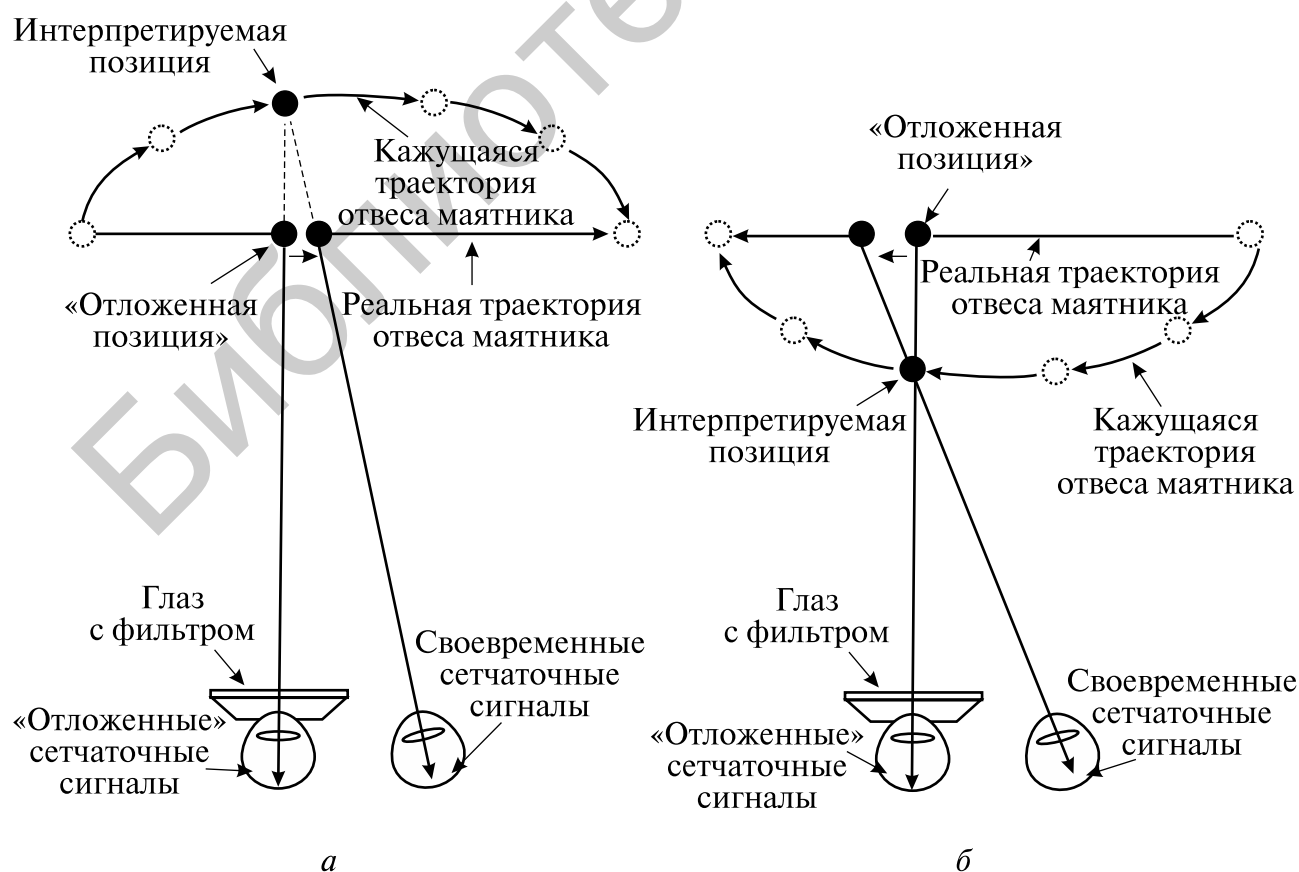 Интерпретируемая
позиция
Кажущаяся
траектория
отвеса маятника
«Отложенная
позиция»
Реальная траектория
отвеса маятника
Глаз
с фильтром
Своевременные
сетчаточные
сигналы
«Отложенные»
сетчаточные
сигналы
а
«Отложенная
позиция»
Реальная траектория
отвеса маятника
Интерпретируемая
позиция
Кажущаяся
траектория
отвеса маятника
Глаз
с фильтром
Своевременные
сетчаточные
сигналы
«Отложенные»
сетчаточные
сигналы
б
Библиоте